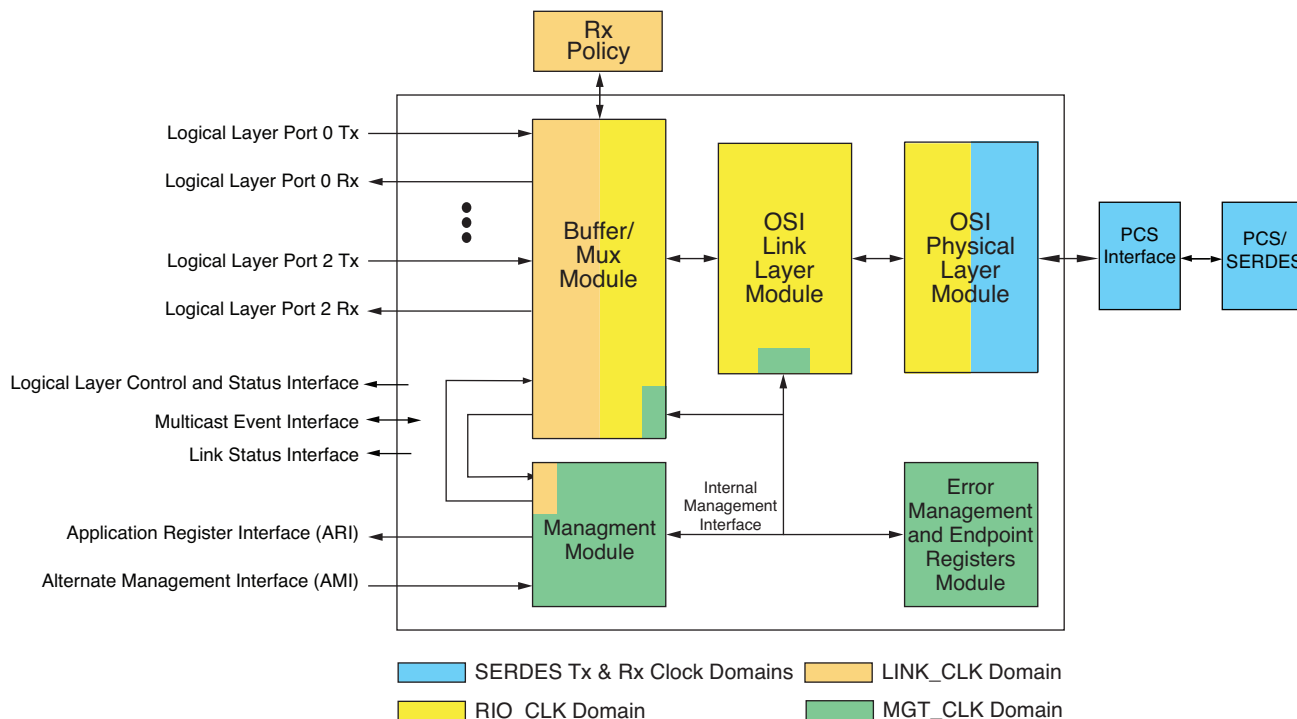 Rx
Policy
Logical Layer Port 0 Tx
Logical Layer Port 0 Rx
Logical Layer Port 2 Tx
Logical Layer Port 2 Rx
Logical Layer Control and Status Interface
Multicast Event Interface
Link Status Interface
Application Register Interface (ARI)
Alternate Management Interface (AMI)
Buffer/
Mux
Module
OSI
Link
Layer
Module
OSI
Physical
Layer
Module
PCS
Interface
PCS/
SERDES
Managment
Module
Internal
Management
Interface
Error
Management
and Endpoint
Registers
Module
SERDES Tx & Rx Clock Domains
LINK_CLK Domain
RIO_CLK Domain
MGT_CLK Domain